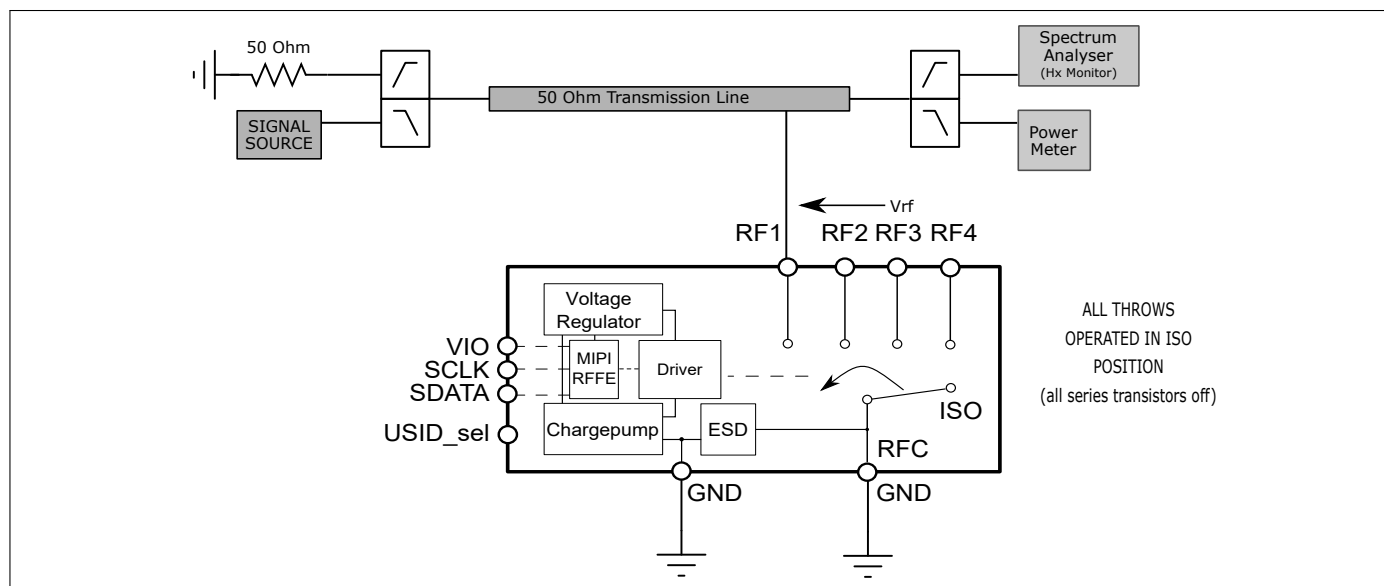 50 Ohm
SIGNAL
SOURCE
50 Ohm Transmission Line
Spectrum
Analyser
(Hx Monitor)
Power
Meter
Vrf
RF1
RF2
RF3
RF4
Voltage
Regulator
VIO
SCLK
SDATA
USID_sel
MIPI
RFFE
Driver
Chargepump
ESD
ISO
RFC
GND
GND
ALL THROWS
OPERATED IN ISO
POSITION
(all series transistors off)